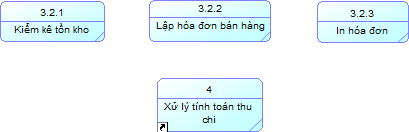 3.2.1
Kiểm kê tồn kho
3.2.2
Lập hóa đơn bán hàng
3.2.3
In hóa đơn
4
Xử lý tính toán thu
chi